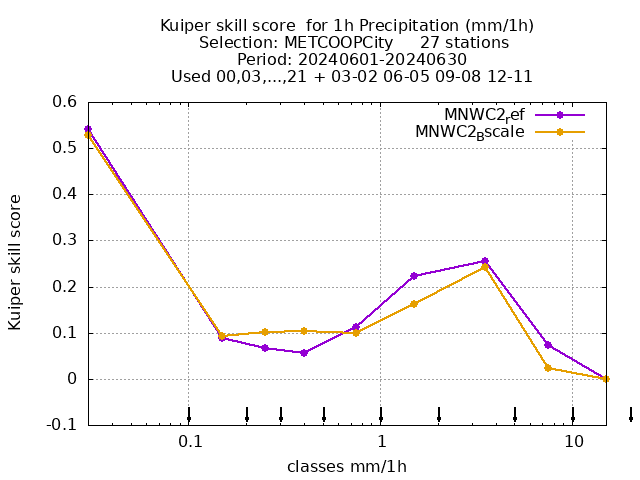 Kuiper skill score  for 1h Precipitation (mm/1h)
Selection: METCOOPCity     27 stations
Period: 20240601-20240630
Used 00,03,...,21 + 03-02 06-05 09-08 12-11
MNWC2ref
MNWC2Bscale
0.6
0.5
0.4
0.3
0.2
0.1
0
-0.1
Kuiper skill score
0.1
1
10
classes mm/1h